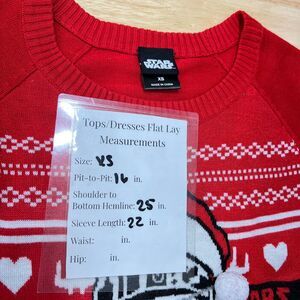 STAR
WARS
XS
MADE IN CHINA
Tops/Dresses Flat Lay
Measurements
Size: XS
Pit-to-Pit: 16 in.
Shoulder to
Bottom Hemline: 25 in.
Sleeve Length: 22 in.
Waist: in.
Hip: in.